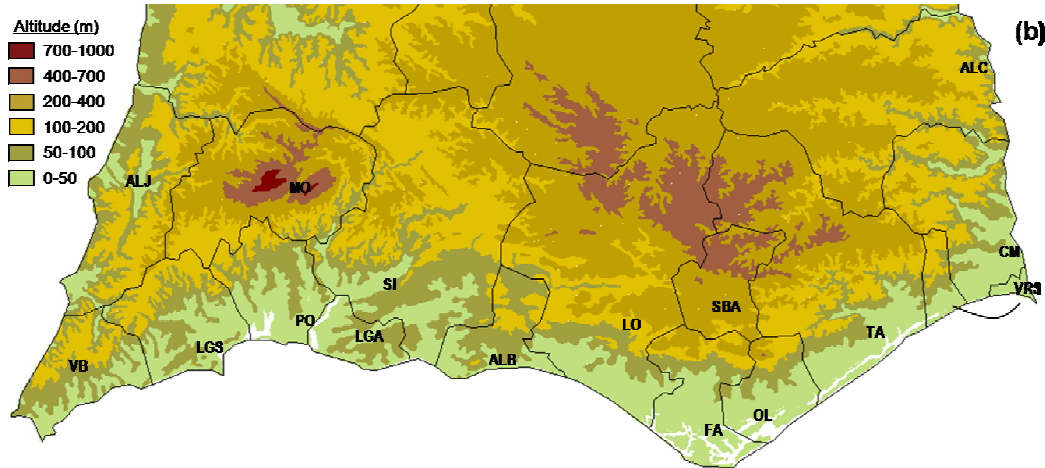 Altitude (m)
700-1000
400-700
200-400
100-200
50-100
0-50
(b)
ALC
ALJ
MO
CM
SI
VRS
SBA
PO
LO
TA
LGA
LGS
ALB
VB
OL
FA